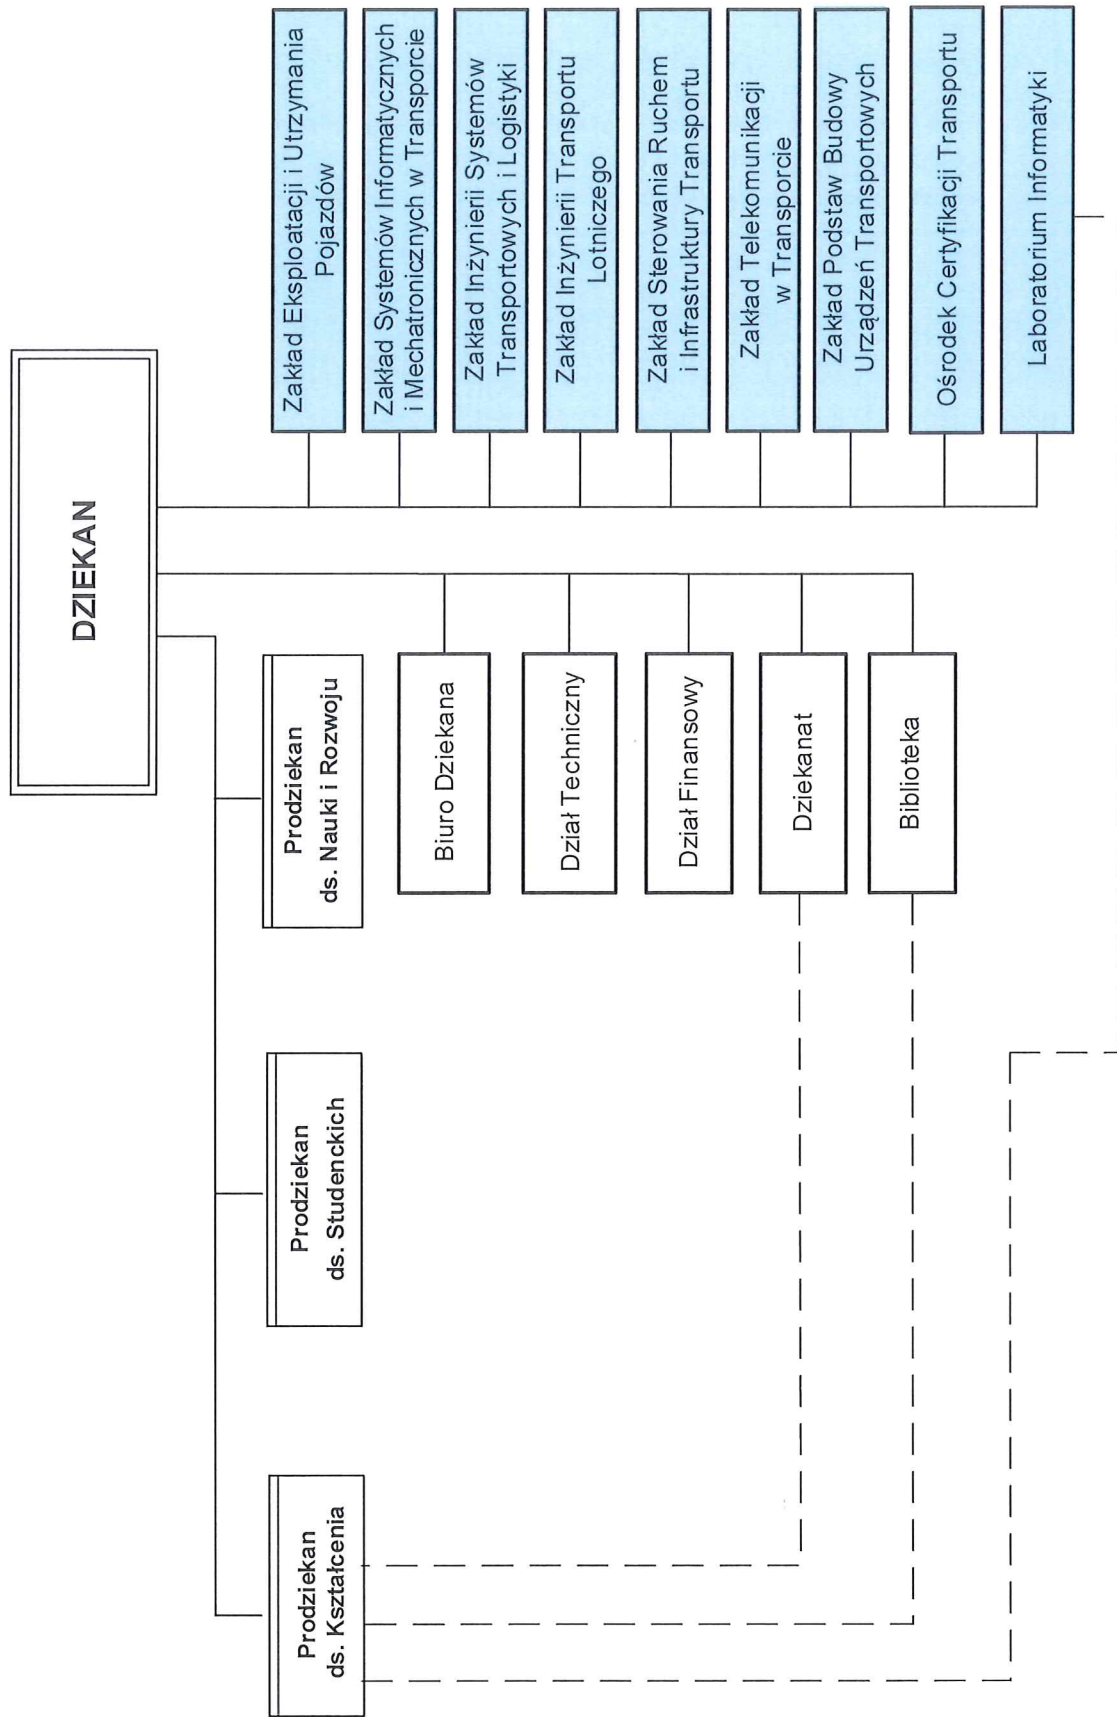 DZIEKAN
Prodziekan
ds. Kształcenia
Prodziekan
ds. Studenckich
Prodziekan
ds. Nauki i Rozwoju
Biuro Dziekana
Dział Techniczny
Dział Finansowy
Dziekanat
Biblioteka
Zakład Eksploatacji i Utrzymania
Pojazdów
Zakład Systemów Informatycznych
i Mechatronicznych w Transporcie
Zakład Inżynierii Systemów
Transportowych i Logistyki
Zakład Inżynierii Transportu
Lotniczego
Zakład Sterowania Ruchem
i Infrastruktury Transportu
Zakład Telekomunikacji
w Transporcie
Zakład Podstaw Budowy
Urządzeń Transportowych
Ośrodek Certyfikacji Transportu
Laboratorium Informatyki